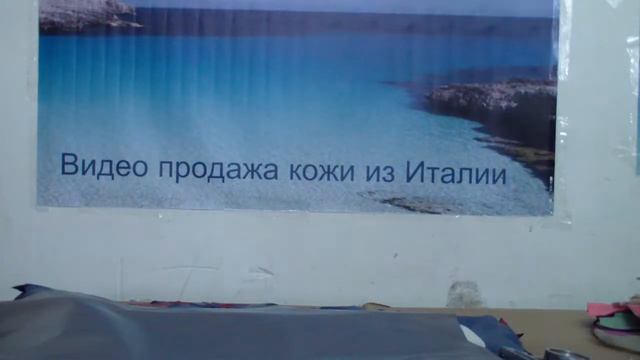 Видео продажа кожи из Италии